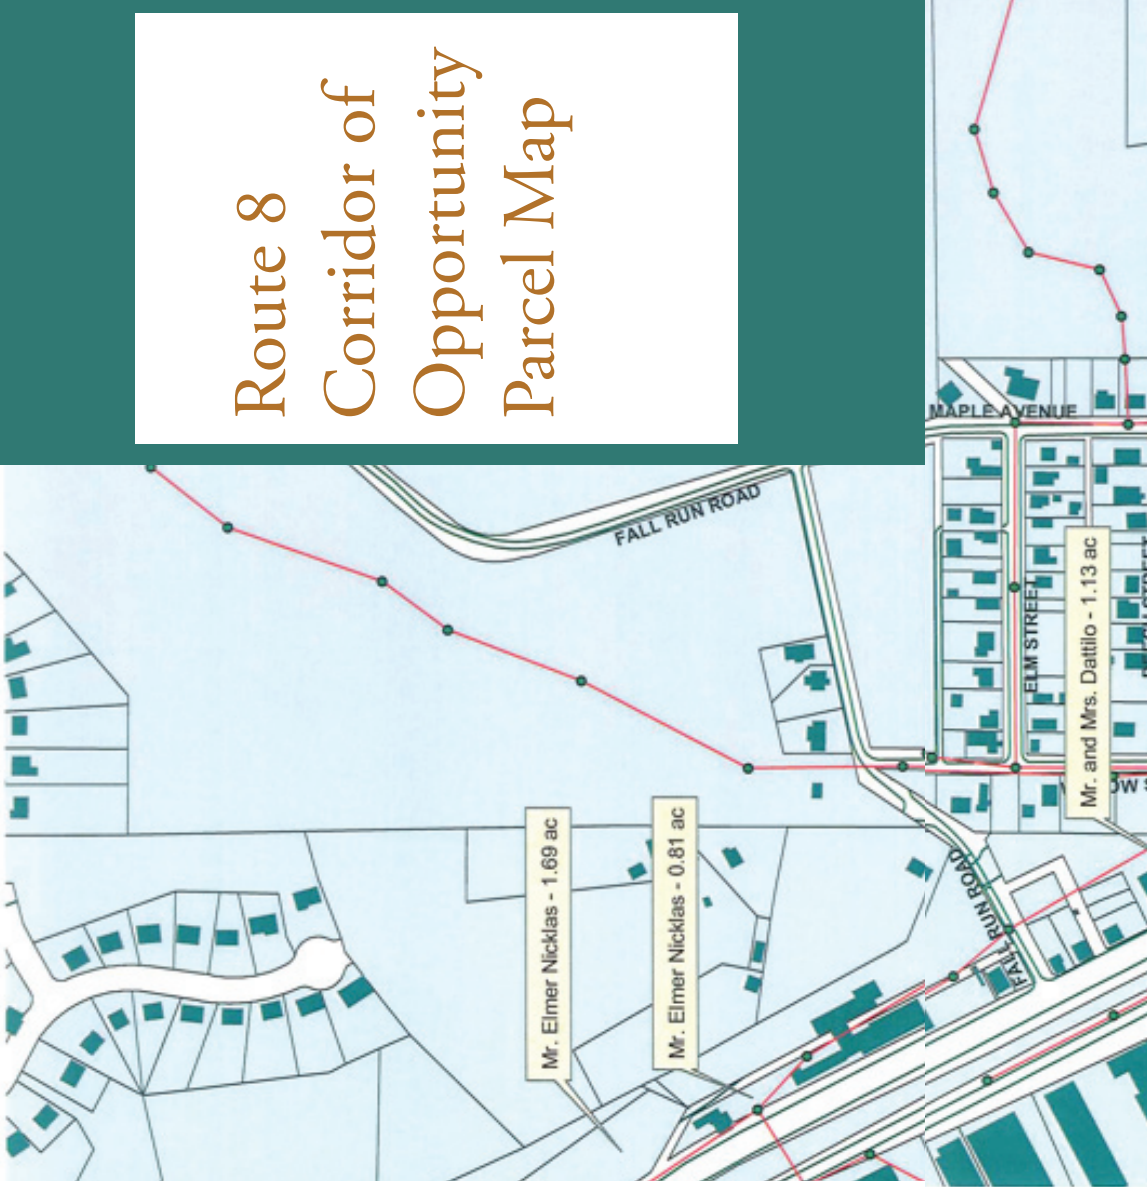 Route 8
Corridor of
Opportunity
Parcel Map
MAPLE AVENUE
FALL RUN ROAD
ELM STREET
Mr. and Mrs. Dattilo - 1.13 ac
Mr. Elmer Nicklas - 1.69 ac
Mr. Elmer Nicklas - 0.81 ac
FALL RUN ROAD